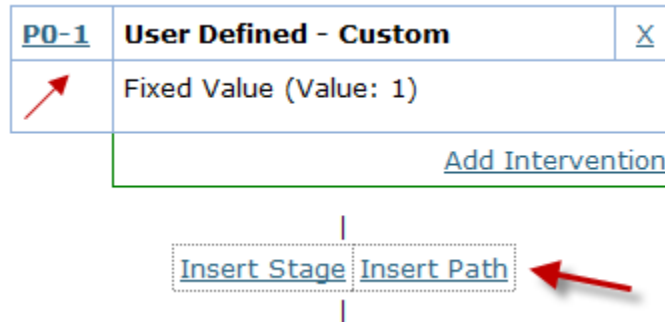 P0-1 User Defined - Custom X
Fixed Value (Value: 1)
Add Intervention
Insert Stage Insert Path